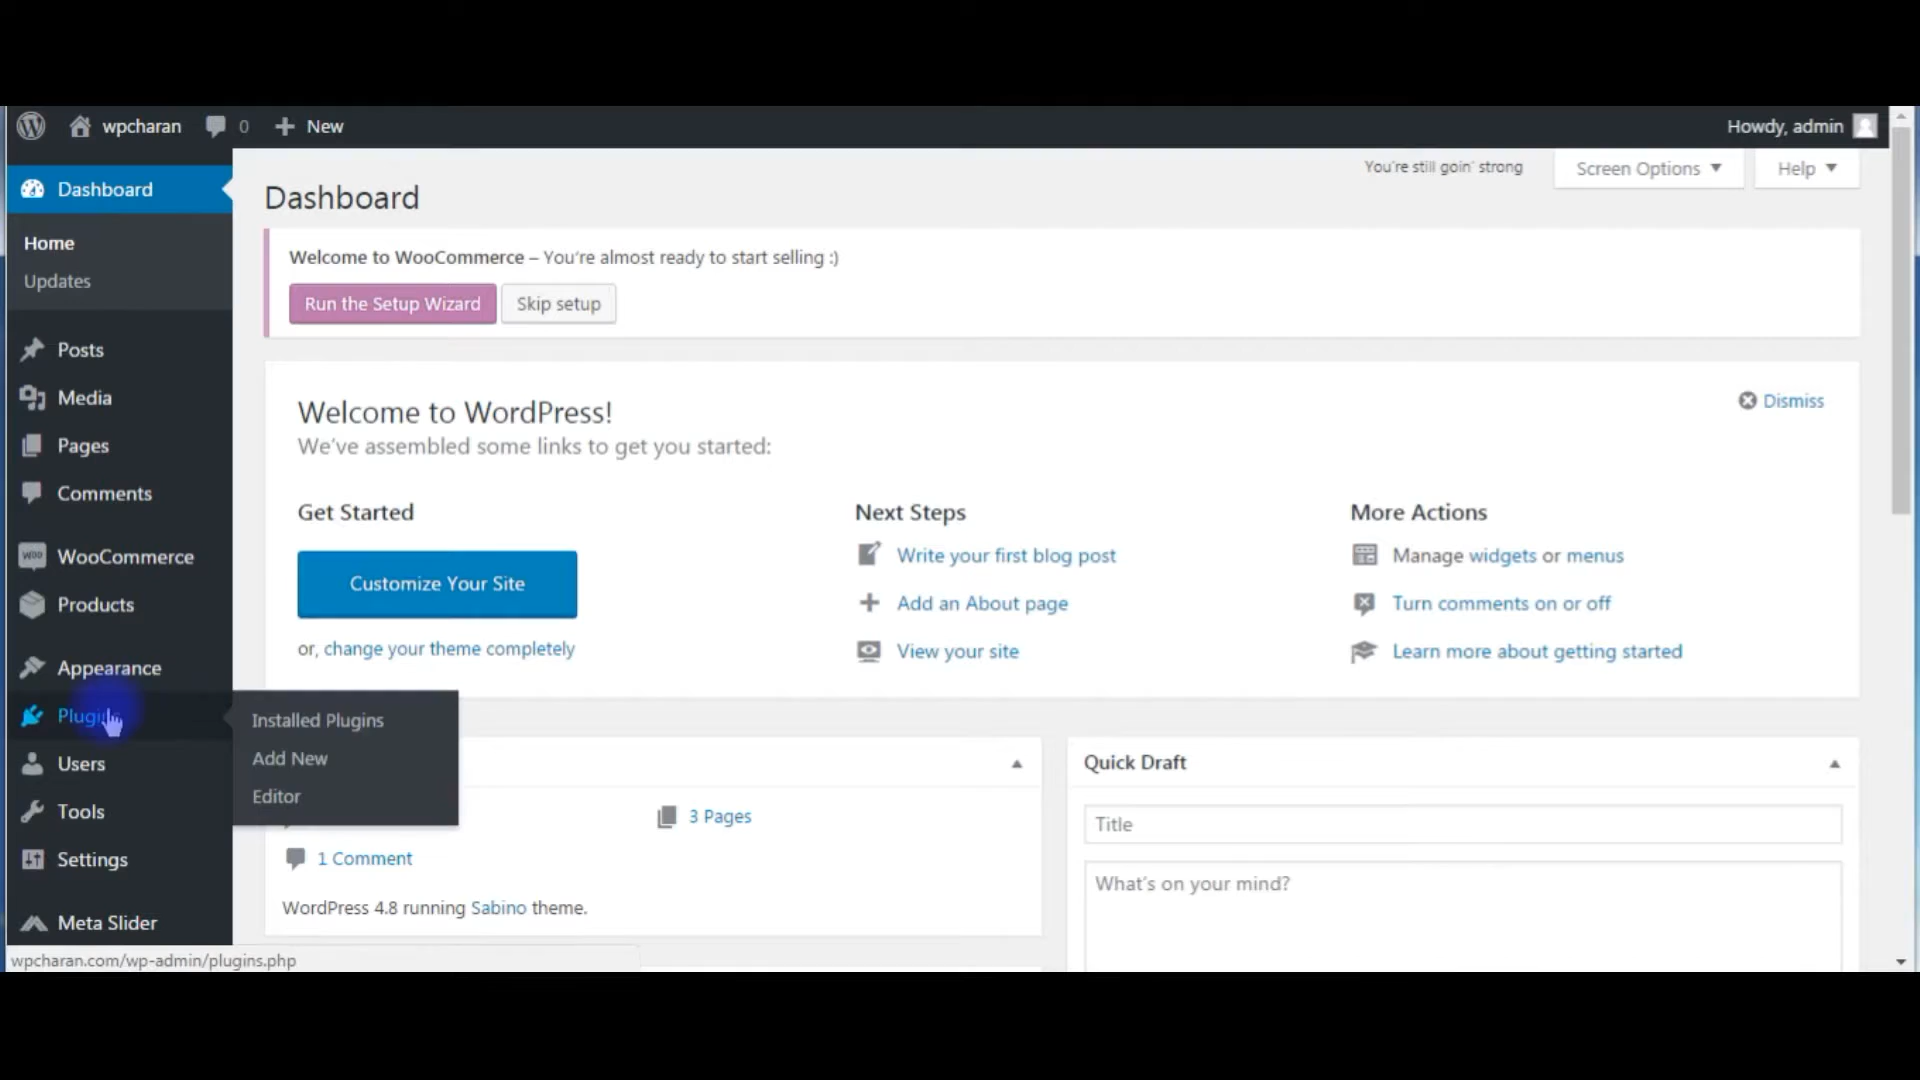 wpcharan 0 New Howdy, admin
Dashboard
Home
Updates
Posts
Media
Pages
Comments
WOO WooCommerce
Products
Appearance
Users
Tools
Settings
Meta Slider
Installed Plugins
Add New
Editor
You're still goin' strong Screen Options Help
Dashboard
Welcome to WooCommerce – You're almost ready to start selling :)
Run the Setup Wizard Skip setup
Welcome to WordPress!
We've assembled some links to get you started:
Dismiss
Get Started
Customize Your Site
or, change your theme completely
Next Steps
Write your first blog post
Add an About page
View your site
More Actions
Manage widgets or menus
Turn comments on or off
Learn more about getting started
3 Pages
1 Comment
WordPress 4.8 running Sabino theme.
Quick Draft
Title
What's on your mind?
wpcharan.com/wp-admin/plugins.php